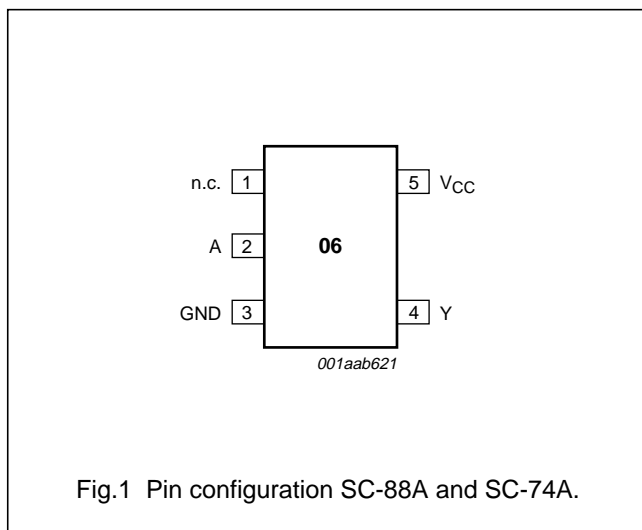 n.c. 1 5 VCC
A 2 06
GND 3 4 Y
001aab621
Fig.1 Pin configuration SC-88A and SC-74A.